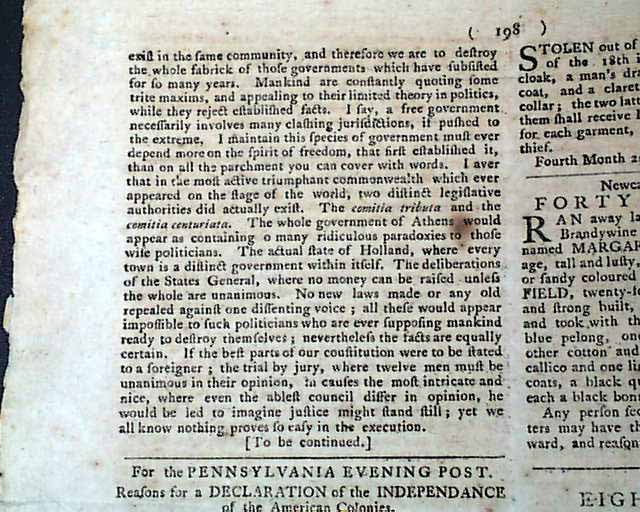 ( 198 )
exiſt in the ſame community, and therefore we are to deſtroy
the whole fabrick of thoſe governments which have ſubſiſted
for ſo many years. Mankind are conſtantly quoting ſome
trite maxims, and appealing to their limited theory in politics,
while they reject eſtabliſhed facts. I ſay, a free government
neceſſarily involves many claſhing juriſdictions, if puſhed to
the extreme. I maintain this ſpecies of government muſt ever
depend more on the ſpirit of freedom, that firſt eſtabliſhed it,
than on all the parchment you can cover with words. I aver
that in the moſt active triumphant commonwealth which ever
appeared on the ſtage of the world, two diſtinct legiſlative
authorities did actually exiſt. The comitia tributa and the
comitia centuriata. The whole government of Athens would
appear as containing o many ridiculous paradoxies to thoſe
wiſe politicians. The actual ſtate of Holland, where every
town is a diſtinct government within itſelf. The deliberations
of the States General, where no money can be raiſed unleſs
the whole are unanimous. No new laws made or any old
repealed againſt one diſſenting voice ; all theſe would appear
impoſſible to ſuch politicians who are ever ſuppoſing mankind
ready to deſtroy themſelves ; nevertheleſs the facts are equally
certain. If the beſt parts of our couſtitution were to be ſtated
to a foreigner ; the trial by jury, where twelve men muſt be
unanimous in their opinion, in cauſes the moſt intricate and
nice, where even the ableſt council differ in opinion, he
would be led to imagine juſtice might ſtand ſtill ; yet we
all know nothing proves ſo eaſy in the execution.
[To be continued.]
For the PENNSYLVANIA EVENING POST.
Reaſons for a DECLARATION of the INDEPENDANCE
of the American Colonies.
STOLEN out of
of the 18th i
cloak, a man's dra
coat, and a claret
collar ; the two lat
them ſhall receive
for each garment,
thief.
Fourth Month 2
Newca
FORTY
RAN away la
Brandywine
named MARGAR
age, tall and luſty,
or ſandy coloured
FIELD, twenty-ſe
and ſtrong built,
and took with th
blue pelong, one
other cotton and
callico and one li
coats, a black q
each a black bon
Any perſon ſec
ters may have th
ward, and reaſon
EIGH